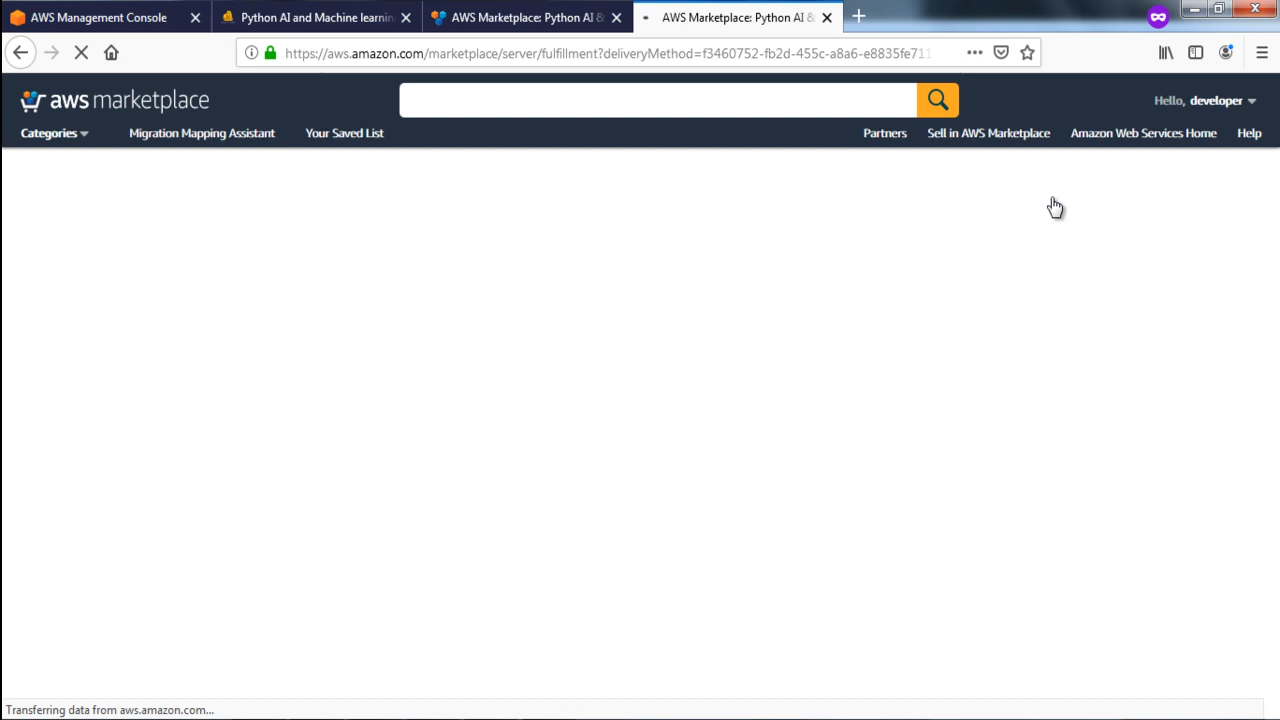 AWS Management Console
Python AI and Machine learnin
AWS Marketplace: Python AI &
AWS Marketplace: Python AI &
https://aws.amazon.com/marketplace/server/fulfillment?deliveryMethod=f3460752-fb2d-455c-a8a6-e8835fe711
aws marketplace
Hello, developer
Categories
Migration Mapping Assistant
Your Saved List
Partners
Sell in AWS Marketplace
Amazon Web Services Home
Help
Transferring data from aws.amazon.com...